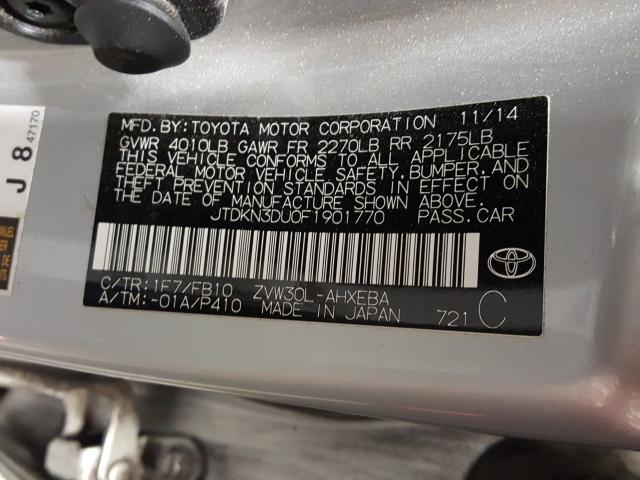 MFD.BY:TOYOTA MOTOR CORPORATION 11/14
GVWR 4010LB GAWR FR 2270LB RR 2175LB
THIS VEHICLE CONFORMS TO ALL APPLICABLE
FEDERAL MOTOR VEHICLE SAFETY,BUMPER,AND
THEFT PREVENTION STANDARDS IN EFFECT ON
THE DATE OF MANUFACTURE SHOWN ABOVE.
JTDKN3DU0F1901770 PASS.CAR
C/TR:1F7/FB10 ZVW30L-AHXEBA
A/TM:-01A/P410 MADE IN JAPAN 721 C
J 8 47170